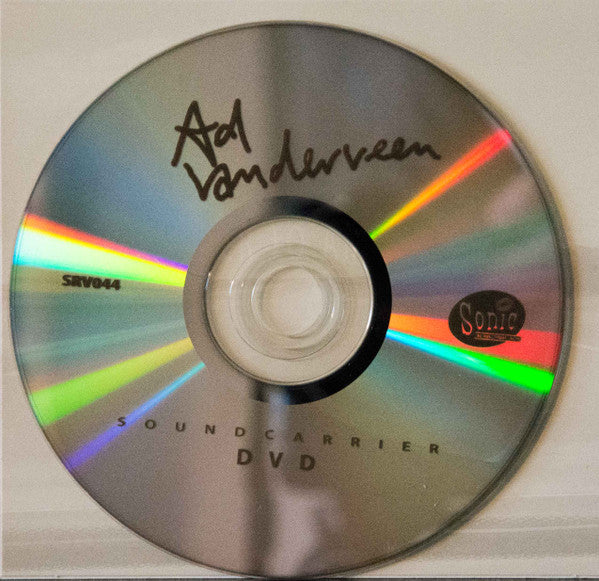 Ad
Vanderveen
SRV044
Sonic
SOUNDCARRIER
DVD